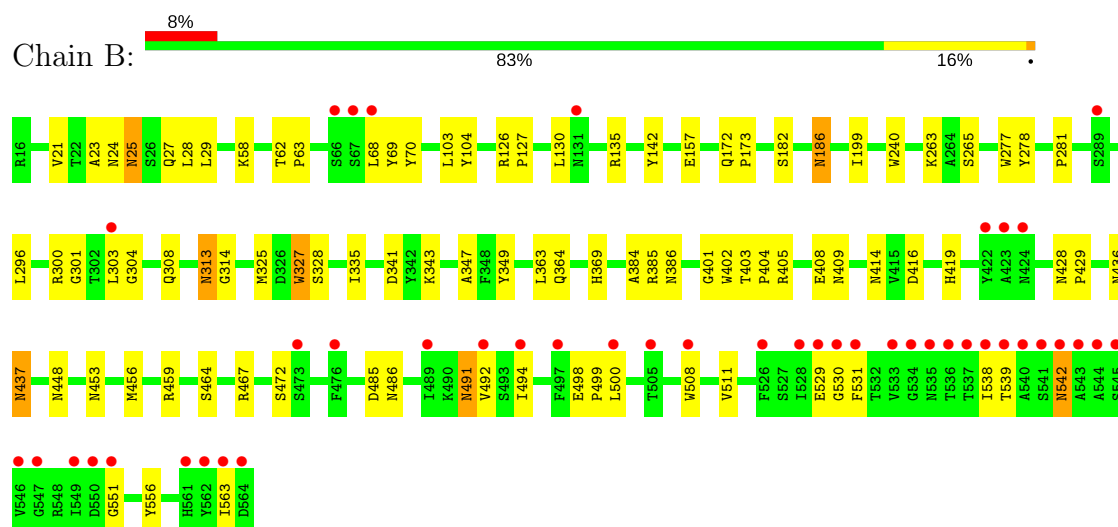 8%
Chain B:
83% 16% •
R16 V21 T22 A23 N24 N25 S26 Q27 L28 L29 K58 T62 P63 S66 S67 L68 Y69 Y70 L103 Y104 R126 P127 L130 N131 R135 Y142 E157 Q172 P173 S182 N186 I199 W240 K263 A264 S265 W277 Y278 P281 S289
L296 R300 G301 T302 L303 G304 Q308 N313 G314 M325 D326 W327 S328 I335 D341 Y342 K343 A347 F348 Y349 L363 Q364 H369 A384 R385 N386 G401 W402 T403 P404 R405 E408 N409 N414 V415 D416 H419 Y422 A423 N424 N428 P429 N436
N437 N448 N453 M456 R459 S464 R467 S472 S473 F476 D485 N486 I489 K490 N491 V492 S493 I494 F497 E498 P499 L500 T505 W508 V511 F526 S527 I528 E529 G530 F531 T532 V533 G534 N535 T536 T537 I538 T539 A540 S541 N542 A543 A544 S545
V546 G547 R548 I549 D550 G551 Y556 H561 Y562 I563 D564